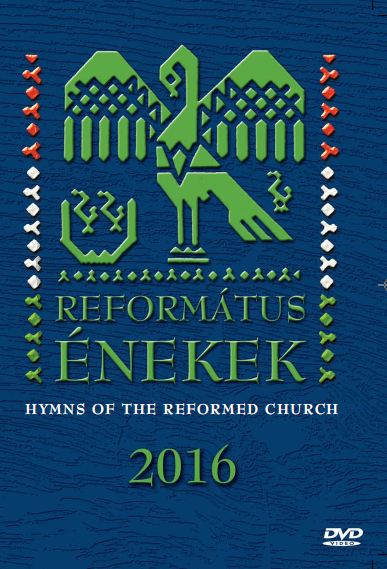 REFORMÁTUS
ÉNEKEK
HYMNS OF THE REFORMED CHURCH
2016
DVD
VIDEO